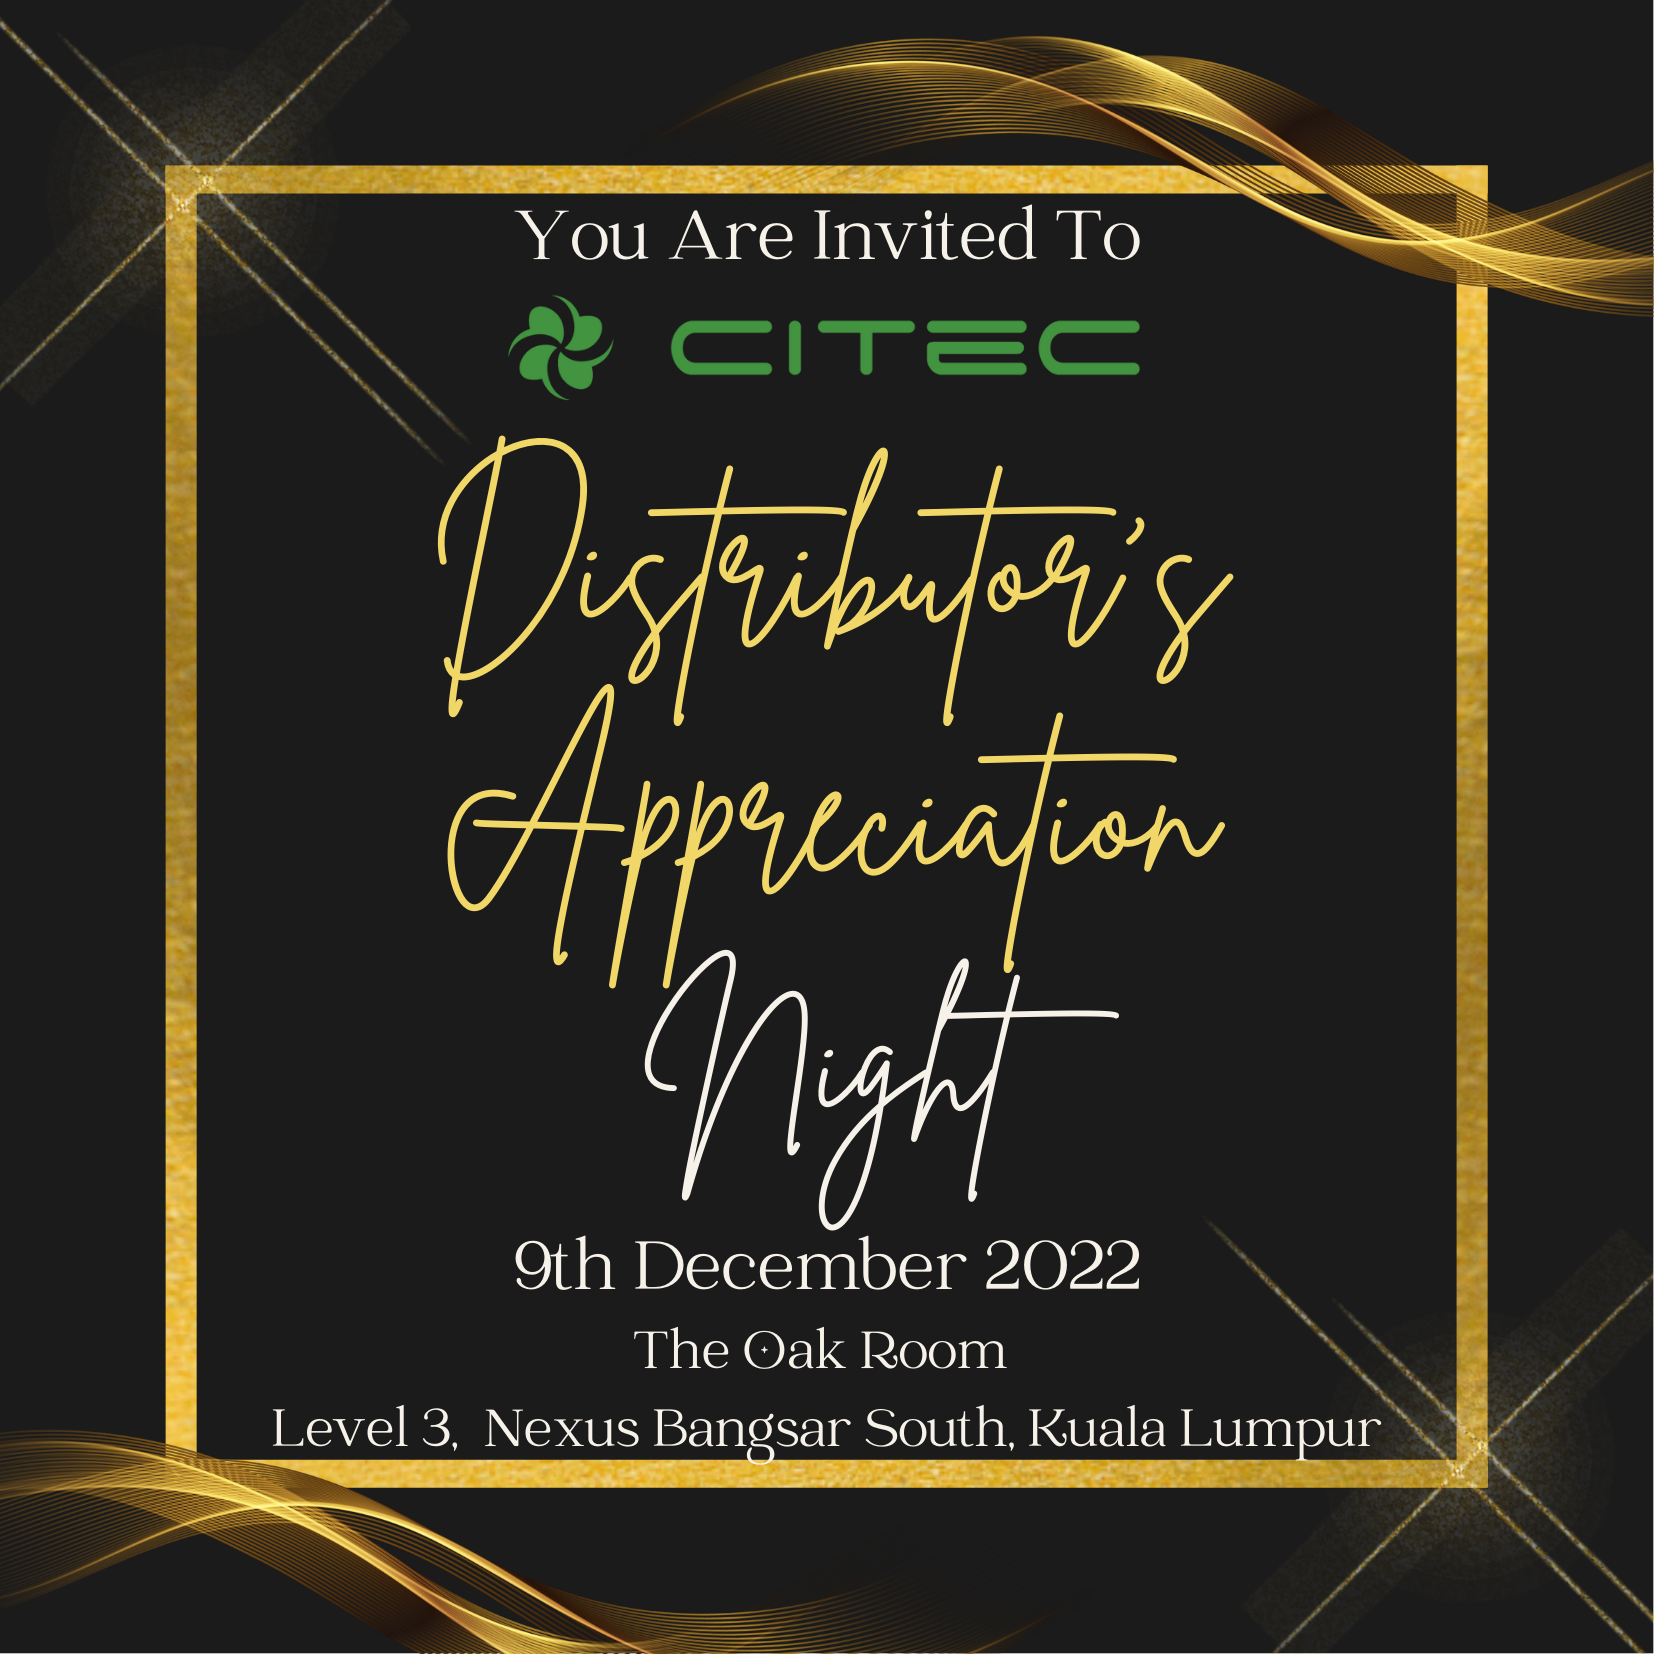 You Are Invited To
CITEC
Distributor's
Appreciation
Night
9th December 2022
The Oak Room
Level 3,  Nexus Bangsar South, Kuala Lumpur